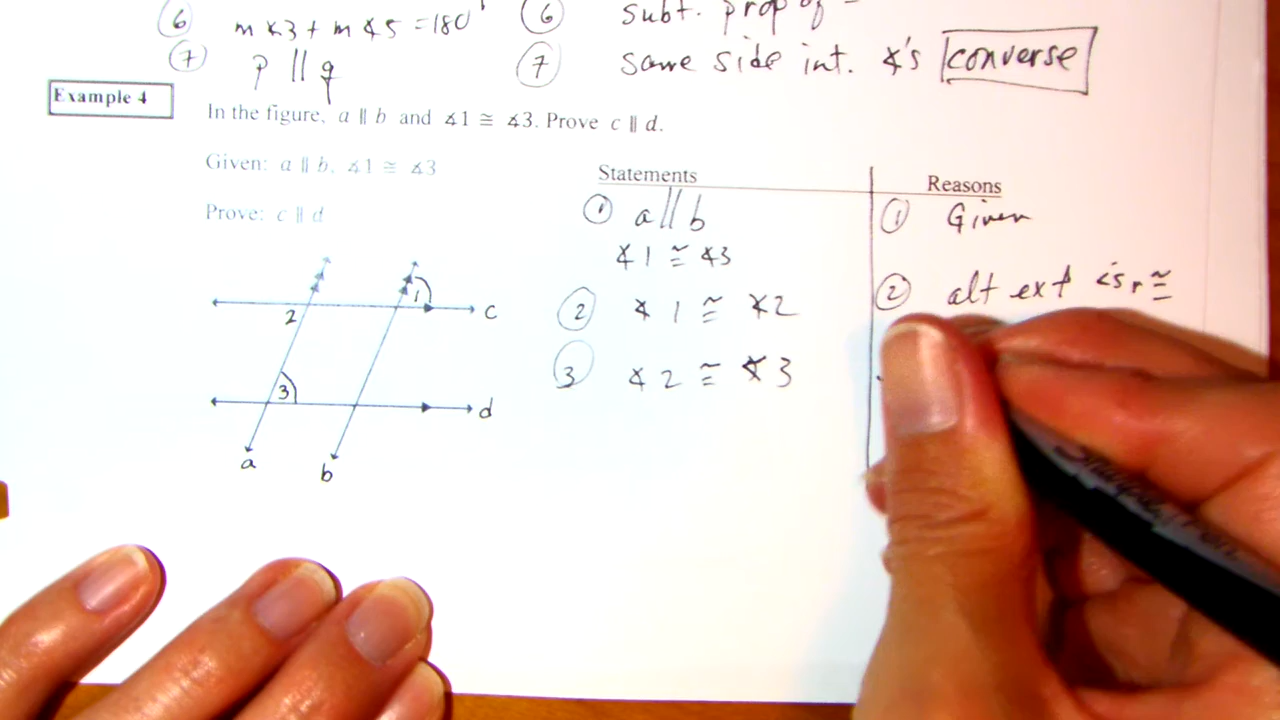 ⑥ m∡3 + m∡5 = 180 ⑥ subt. prop of =
⑦ p || q ⑦ same side int. ∡'s converse
Example 4
In the figure, a || b and ∡1 ≅ ∡3. Prove c || d.
Given: a || b, ∡1 ≅ ∡3
Prove: c || d
Statements Reasons
① a || b ① Given
∡1 ≅ ∡3
② ∡1 ≅ ∡2 ② alt ext ∠s r ≅
③ ∡2 ≅ ∡3
1
2 c
3 d
a b
Sharpie Pen